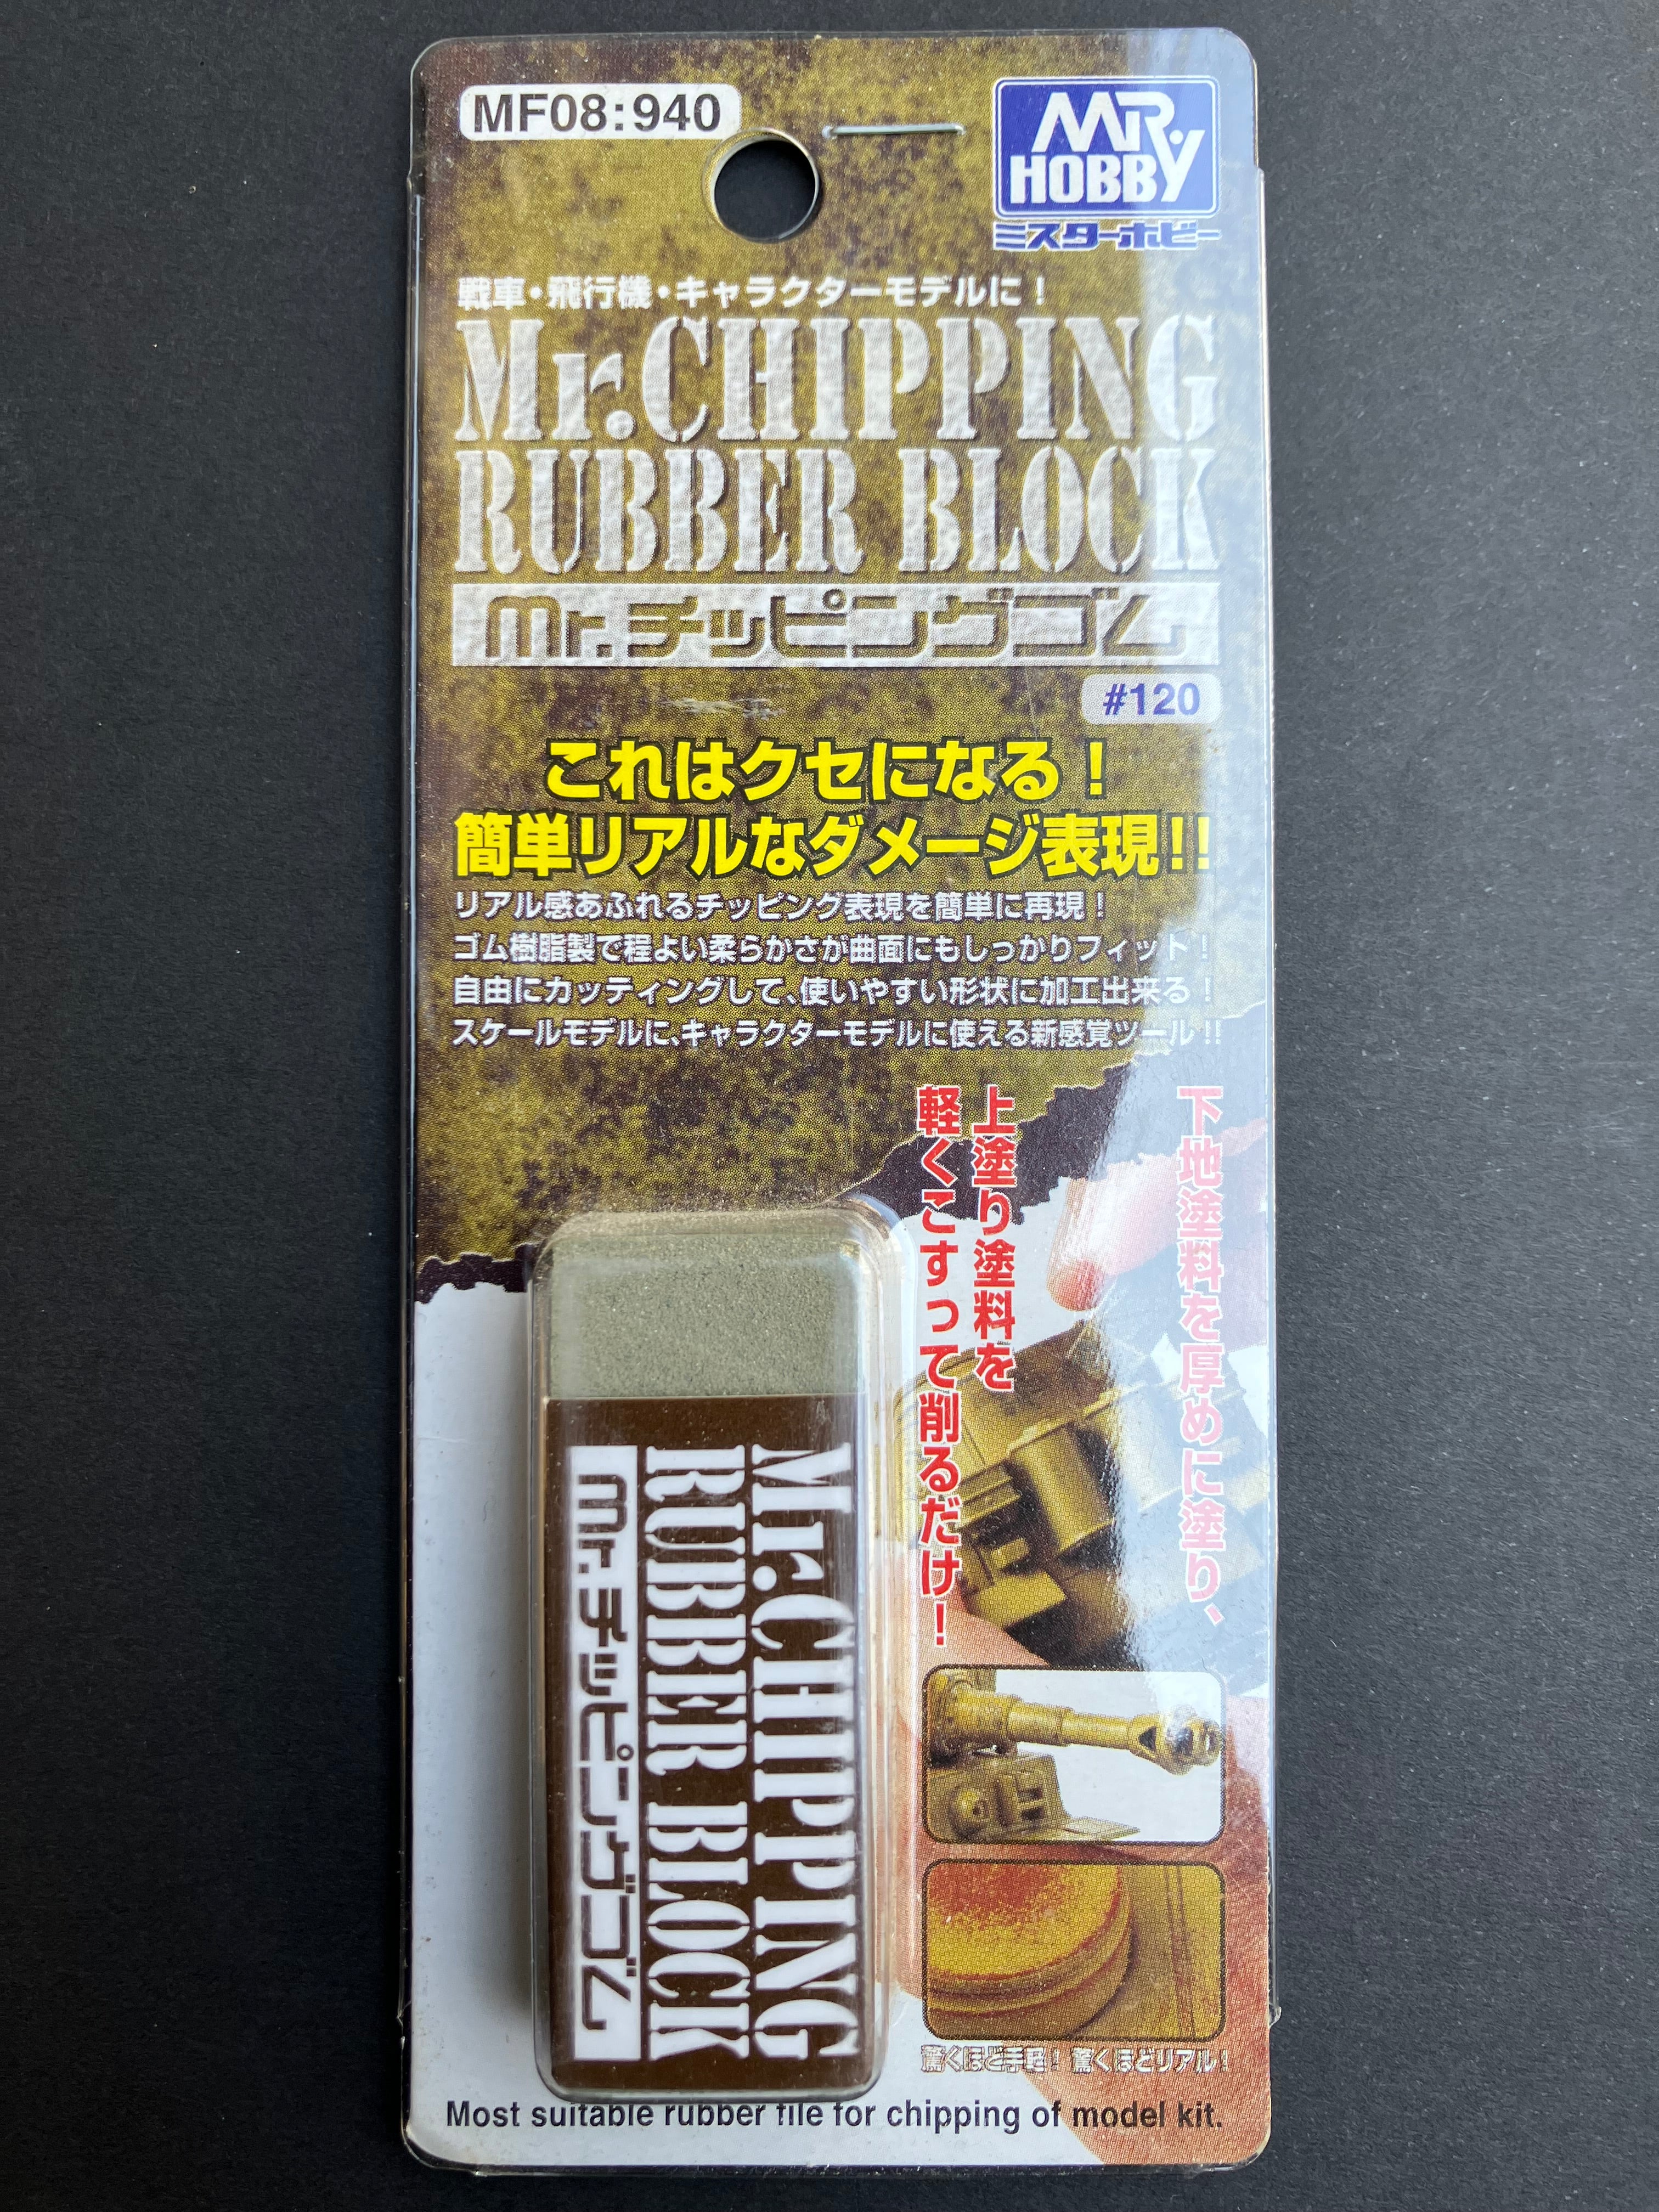 MF08:940
MR.HOBBY
ミスターホビー
戦車・飛行機・キャラクターモデルに！
Mr.CHIPPING
RUBBER BLOCK
Mr.チッピングゴム
#120
これはクセになる！
簡単リアルなダメージ表現!!
リアル感あふれるチッピング表現を簡単に再現！
ゴム樹脂製で程よい柔らかさが曲面にもしっかりフィット！
自由にカッティングして、使いやすい形状に加工出来る！
スケールモデルに、キャラクターモデルに使える新感覚ツール!!
下地塗料を厚めに塗り、
上塗り塗料を
軽くこすって削るだけ！
Mr.CHIPPING
RUBBER BLOCK
Mr.チッピングゴム
驚くほど手軽！驚くほどリアル！
Most suitable rubber file for chipping of model kit.